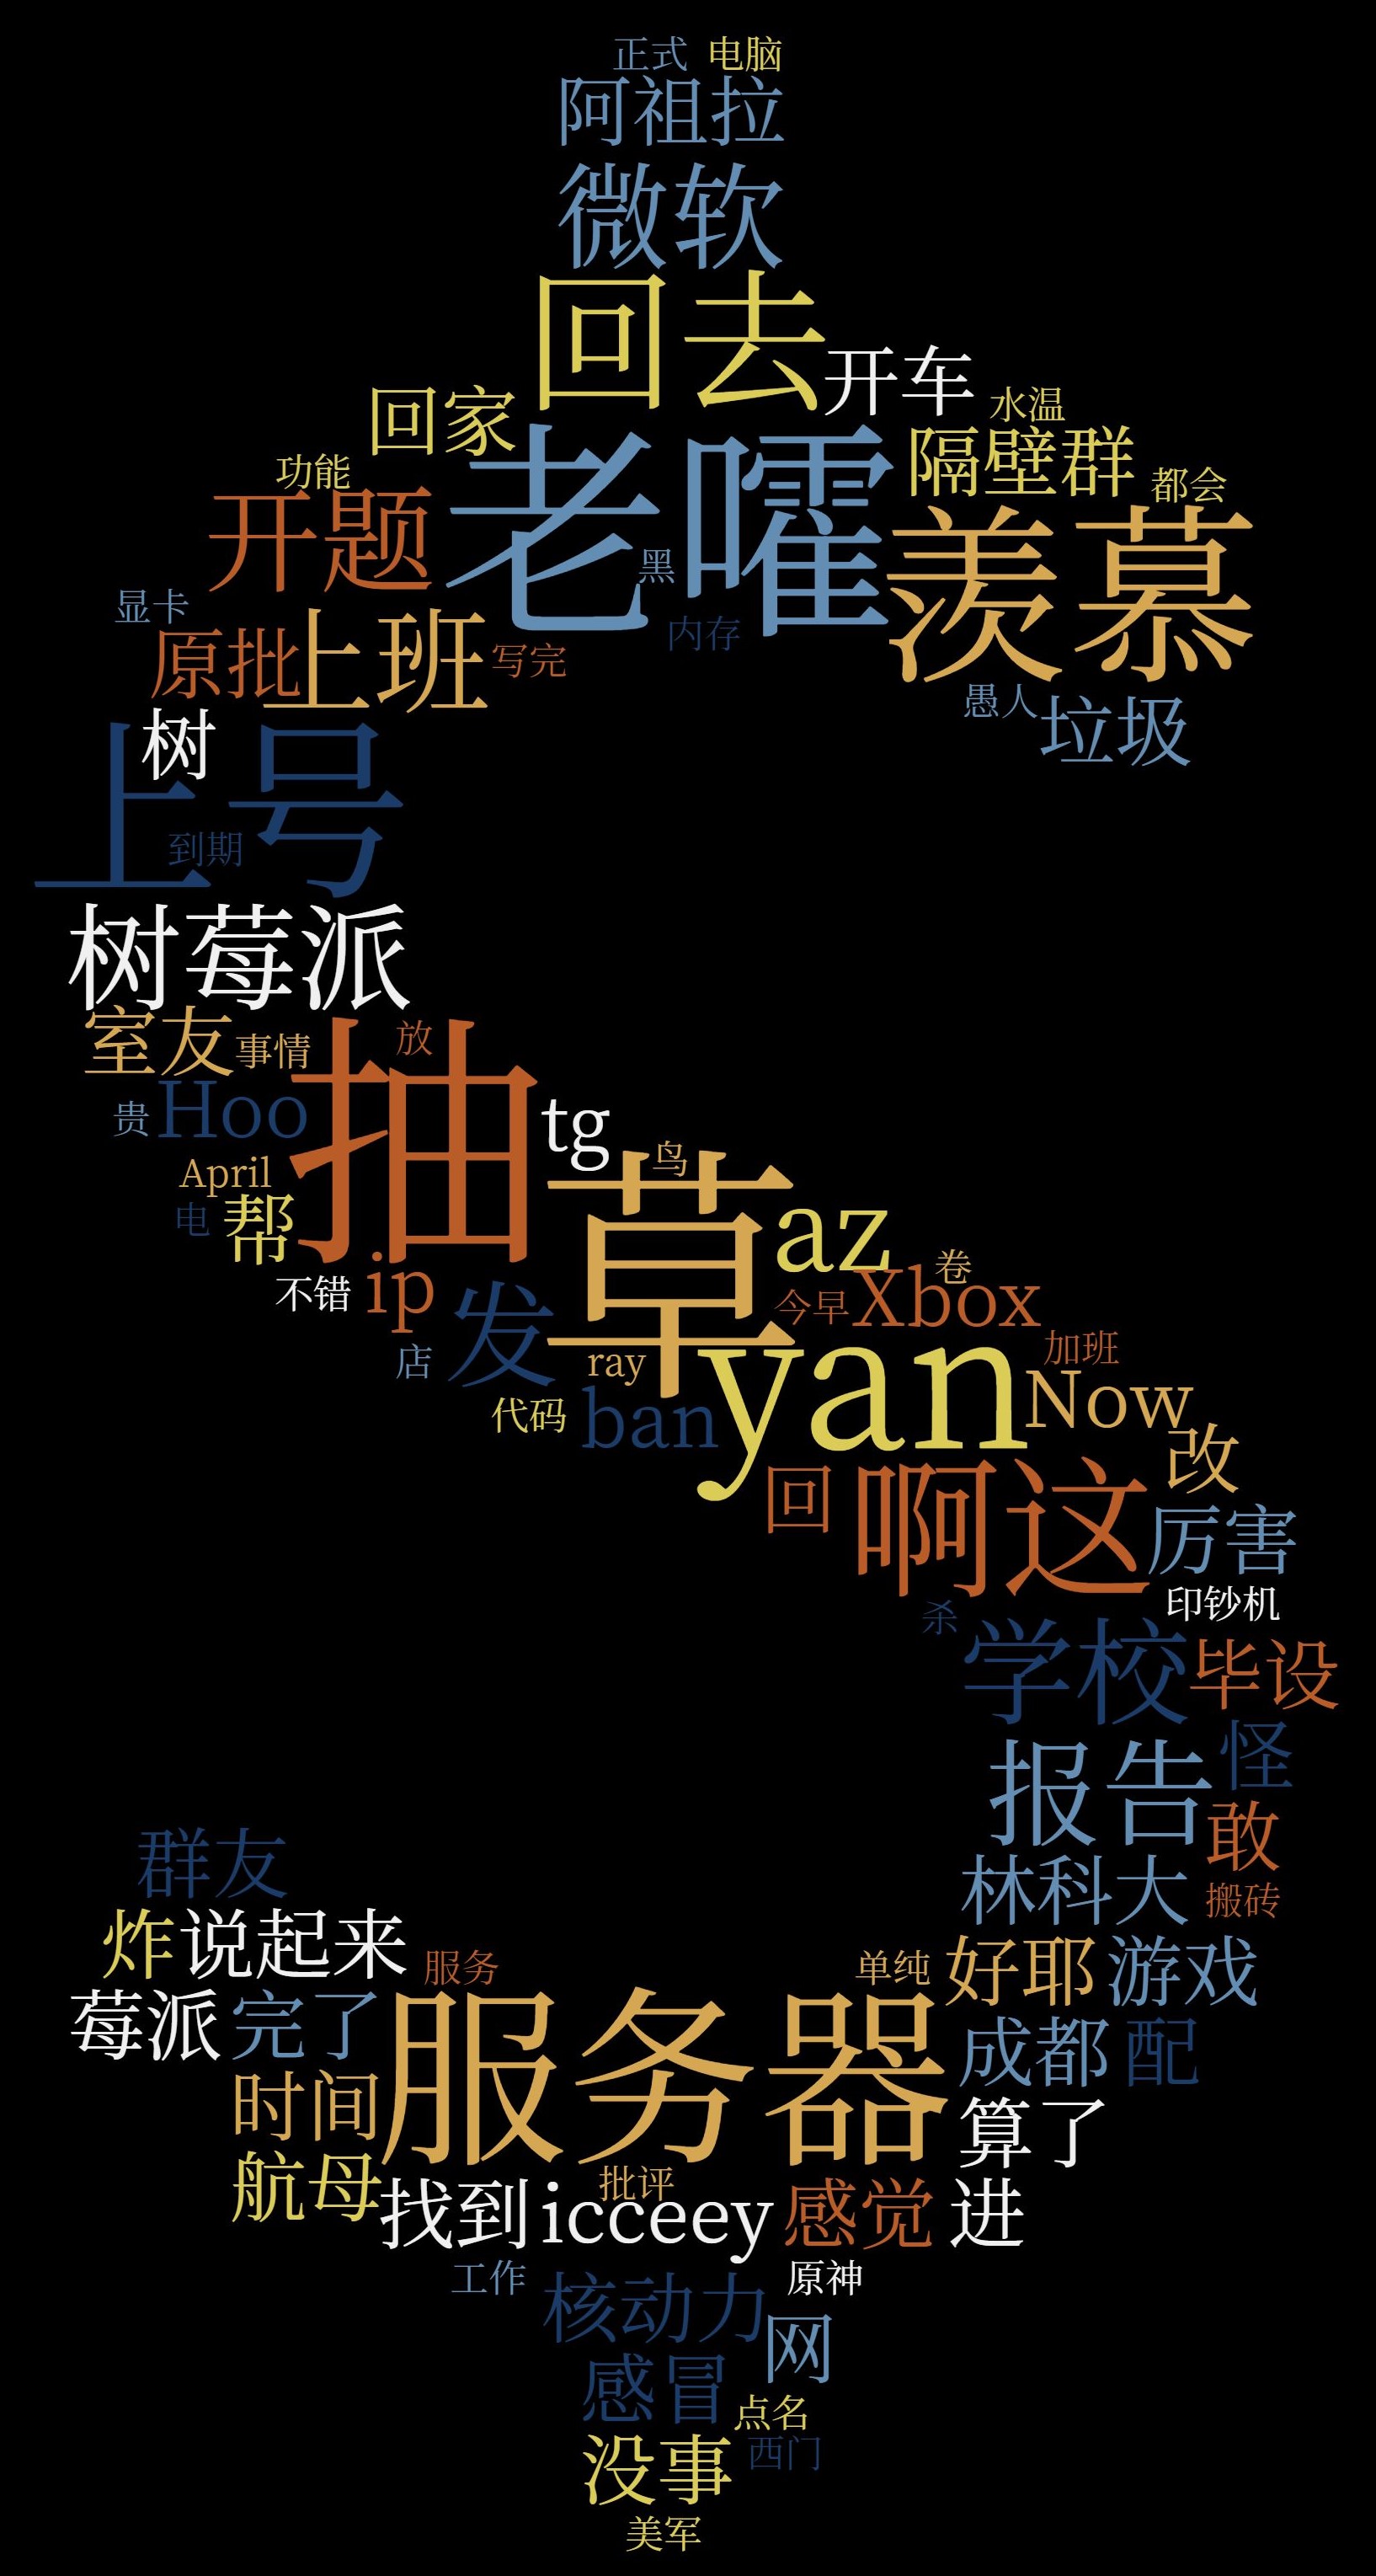 正式 电脑
阿祖拉
微软
回去
开车
回家
水温
隔壁群
功能
都会
开题
老嚯
羡慕
黑
显卡
内存
原批
上班
写完
愚人
垃圾
树
上号
到期
树莓派
室友
事情
放
抽
贵
Hoo
tg
鸟
April
草
电
帮
az
不错
ip
卷
今早
Xbox
发
店
ray
yan
加班
代码
ban
Now
改
回
啊这
厉害
印钞机
杀
学校
毕设
怪
报告
敢
群友
林科大
搬砖
炸
说起来
服务
单纯
好耶
游戏
莓派
完了
服务器
成都
配
时间
算了
航母
找到
批评
icceey
感觉
进
工作
核动力
原神
网
感冒
点名
没事
西门
美军